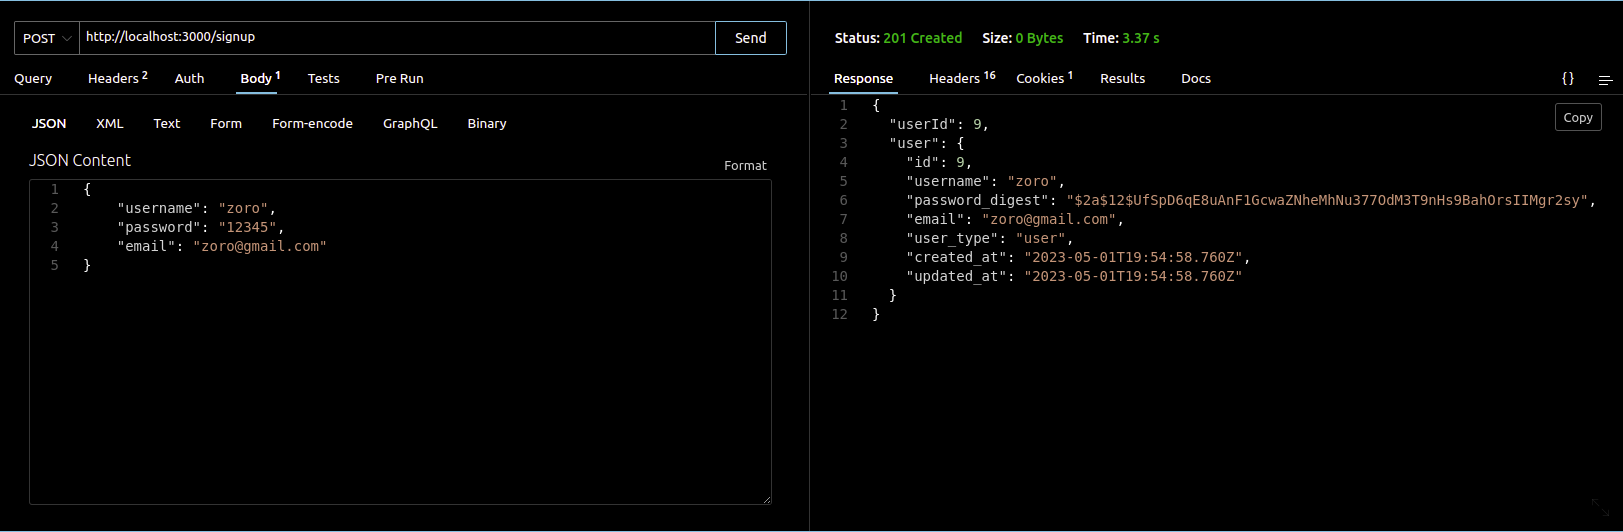 POST http://localhost:3000/signup Send
Query Headers 2 Auth Body 1 Tests Pre Run
JSON XML Text Form Form-encode GraphQL Binary
JSON Content
Format
1 {
2 "username": "zoro",
3 "password": "12345",
4 "email": "zoro@gmail.com"
5 }
Status: 201 Created Size: 0 Bytes Time: 3.37 s
Response Headers 16 Cookies 1 Results Docs {}
Copy
1 {
2 "userId": 9,
3 "user": {
4 "id": 9,
5 "username": "zoro",
6 "password_digest": "$2a$12$UfSpD6qE8uAnF1GcwaZNheMhNu377OdM3T9nHs9BahOrsIIMgr2sy",
7 "email": "zoro@gmail.com",
8 "user_type": "user",
9 "created_at": "2023-05-01T19:54:58.760Z",
10 "updated_at": "2023-05-01T19:54:58.760Z"
11 }
12 }